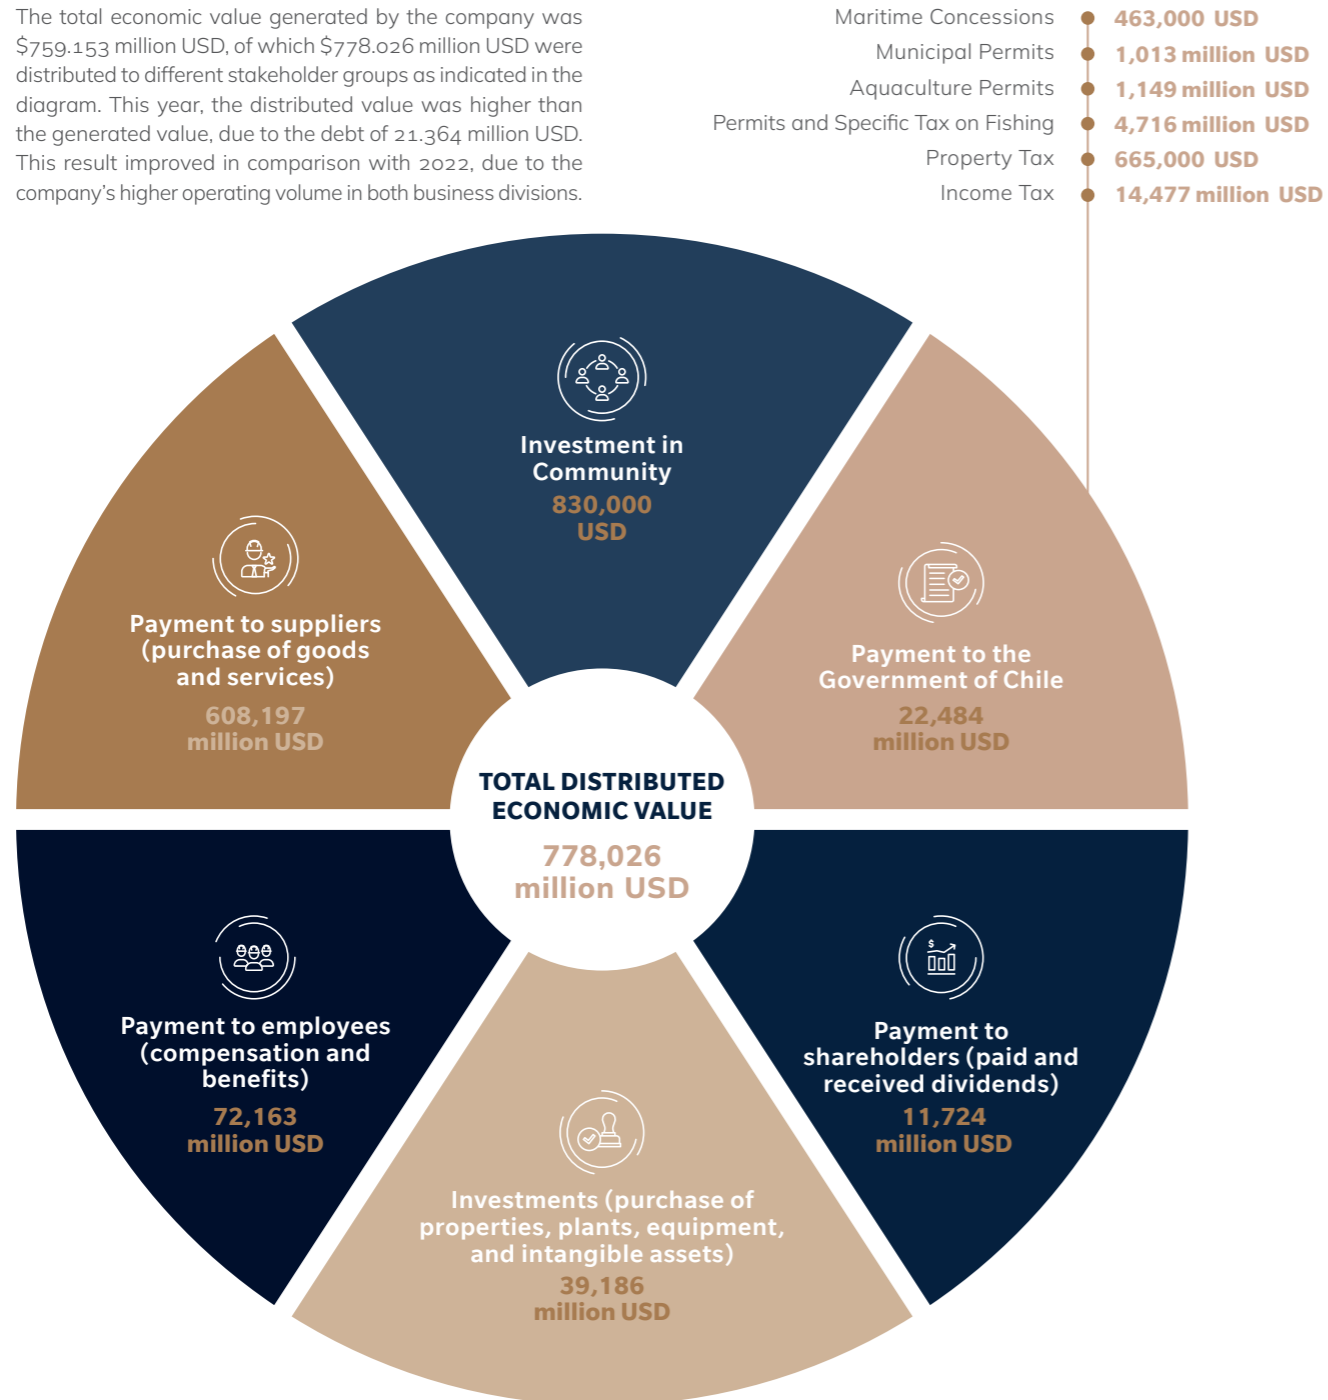 The total economic value generated by the company was
$759.153 million USD, of which $778.026 million USD were
distributed to different stakeholder groups as indicated in the
diagram. This year, the distributed value was higher than
the generated value, due to the debt of 21.364 million USD.
This result improved in comparison with 2022, due to the
company's higher operating volume in both business divisions.
Maritime Concessions 463,000 USD
Municipal Permits 1,013 million USD
Aquaculture Permits 1,149 million USD
Permits and Specific Tax on Fishing 4,716 million USD
Property Tax 665,000 USD
Income Tax 14,477 million USD
Investment in
Community
830,000
USD
Payment to suppliers
(purchase of goods
and services)
608,197
million USD
Payment to the
Government of Chile
22,484
million USD
TOTAL DISTRIBUTED
ECONOMIC VALUE
778,026
million USD
Payment to employees
(compensation and
benefits)
72,163
million USD
$
Payment to
shareholders (paid and
received dividends)
11,724
million USD
Investments (purchase of
properties, plants, equipment,
and intangible assets)
39,186
million USD